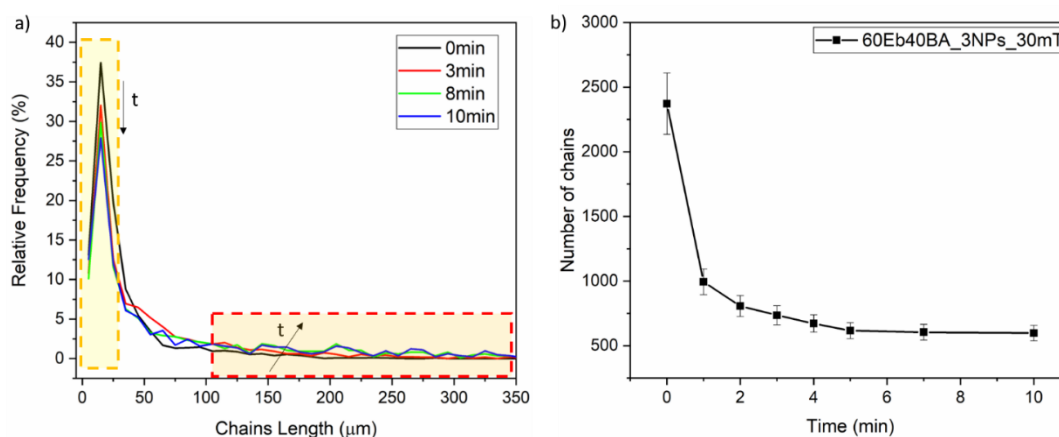 a)
40
35
30
25
20
15
10
5
0
Relative Frequency (%)
t
0min
3min
8min
10min
t
0 50 100 150 200 250 300 350
Chains Length (μm)
b)
3000
2500
2000
1500
1000
500
Number of chains
60Eb40BA_3NPs_30mT
0 2 4 6 8 10
Time (min)